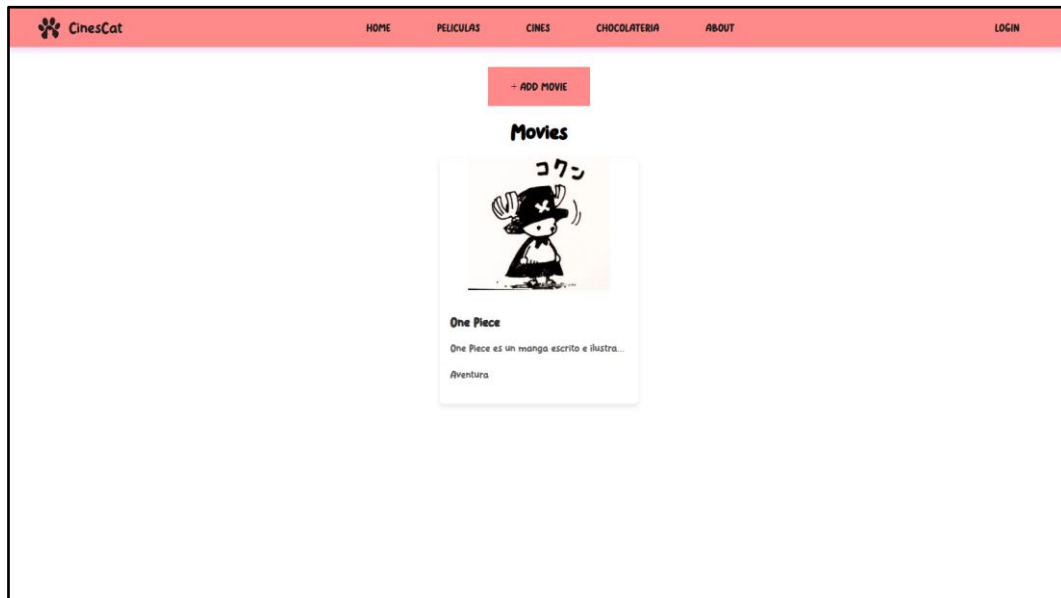 CinesCat
HOME PELICULAS CINES CHOCOLATERIA ABOUT LOGIN
+ ADD MOVIE
Movies
コクン
One Piece
One Piece es un manga escrito e ilustra...
Aventura